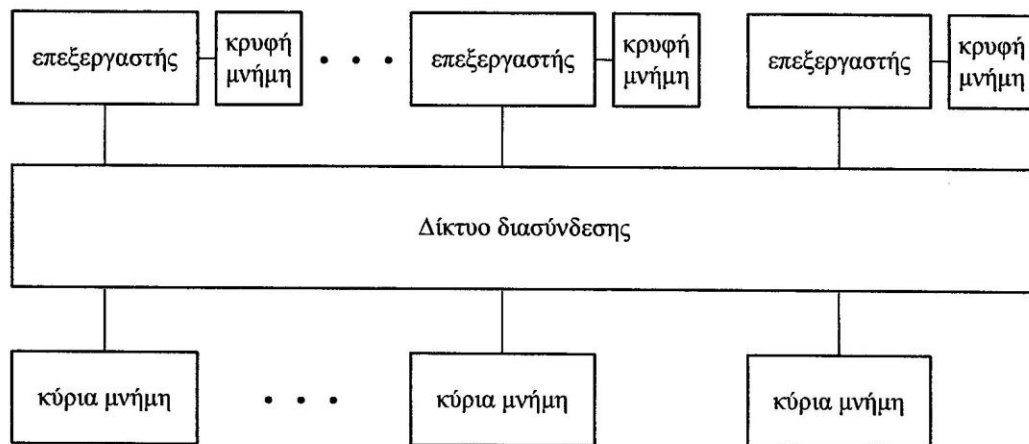 επεξεργαστής
κρυφή
μνήμη
επεξεργαστής
κρυφή
μνήμη
επεξεργαστής
κρυφή
μνήμη
Δίκτυο διασύνδεσης
κύρια μνήμη
κύρια μνήμη
κύρια μνήμη